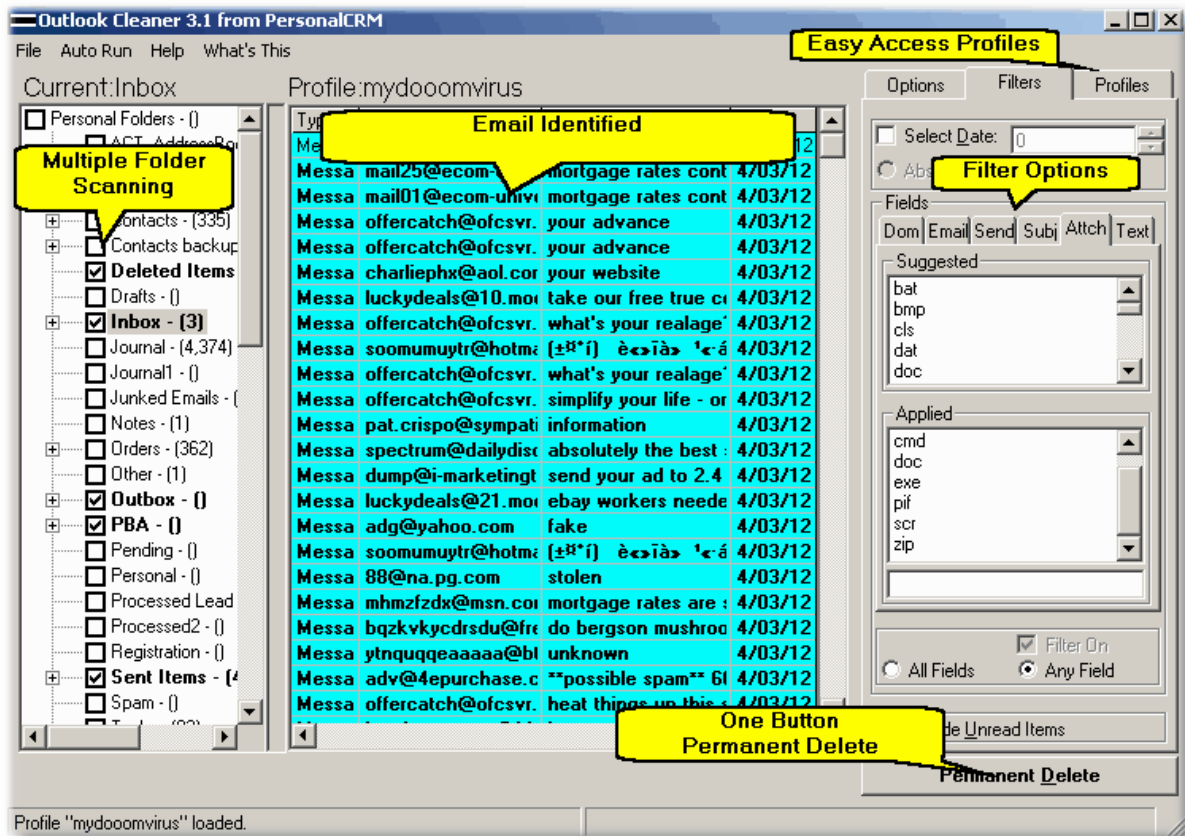 Outlook Cleaner 3.1 from PersonalCRM
File Auto Run Help What's This
Easy Access Profiles
Current:Inbox
Profile:mydooomvirus
Options Filters Profiles
Personal Folders - ()
Multiple Folder
Scanning
Contacts - (335)
Contacts backup
Deleted Items
Drafts - ()
Inbox - (3)
Journal - (4,374)
Journal1 - ()
Junked Emails - (
Notes - (1)
Orders - (362)
Other - (1)
Outbox - ()
PBA - ()
Pending - ()
Personal - ()
Processed Lead
Processed2 - ()
Registration - ()
Sent Items - (4
Spam - ()
Email Identified
Messa mail25@ecom- mortgage rates cont 4/03/12
Messa mail01@ecom-unive mortgage rates cont 4/03/12
Messa offercatch@ofcsvr. your advance 4/03/12
Messa offercatch@ofcsvr. your advance 4/03/12
Messa charliephx@aol.cor your website 4/03/12
Messa luckydeals@10.mo take our free true 4/03/12
Messa offercatch@ofcsvr. what's your realage 4/03/12
Messa soomumuytr@hotma 4/03/12
Messa offercatch@ofcsvr. what's your realage 4/03/12
Messa offercatch@ofcsvr. simplify your life - or 4/03/12
Messa pat.crispo@sympati information 4/03/12
Messa spectrum@dailydisc absolutely the best 4/03/12
Messa dump@i-marketingt send your ad to 2.4 4/03/12
Messa luckydeals@21.mo ebay workers neede 4/03/12
Messa adg@yahoo.com fake 4/03/12
Messa soomumuytr@hotma 4/03/12
Messa 88@na.pg.com stolen 4/03/12
Messa mhmzfzdx@msn.co mortgage rates are 4/03/12
Messa bqzkvkycdrsdu@fre do bergson mushroo 4/03/12
Messa ytnquqqeaaaaa@bl unknown 4/03/12
Messa adv@4epurchase.c **possible spam** 4/03/12
Messa offercatch@ofcsvr. heat things up this 4/03/12
Select Date: 0
Filter Options
Fields
Dom Email Send Subj Attch Text
Suggested
bat
bmp
cls
dat
doc
Applied
cmd
doc
exe
pif
scr
zip
Filter On
All Fields Any Field
Unread Items
One Button
Permanent Delete
Permanent Delete
Profile "mydooomvirus" loaded.